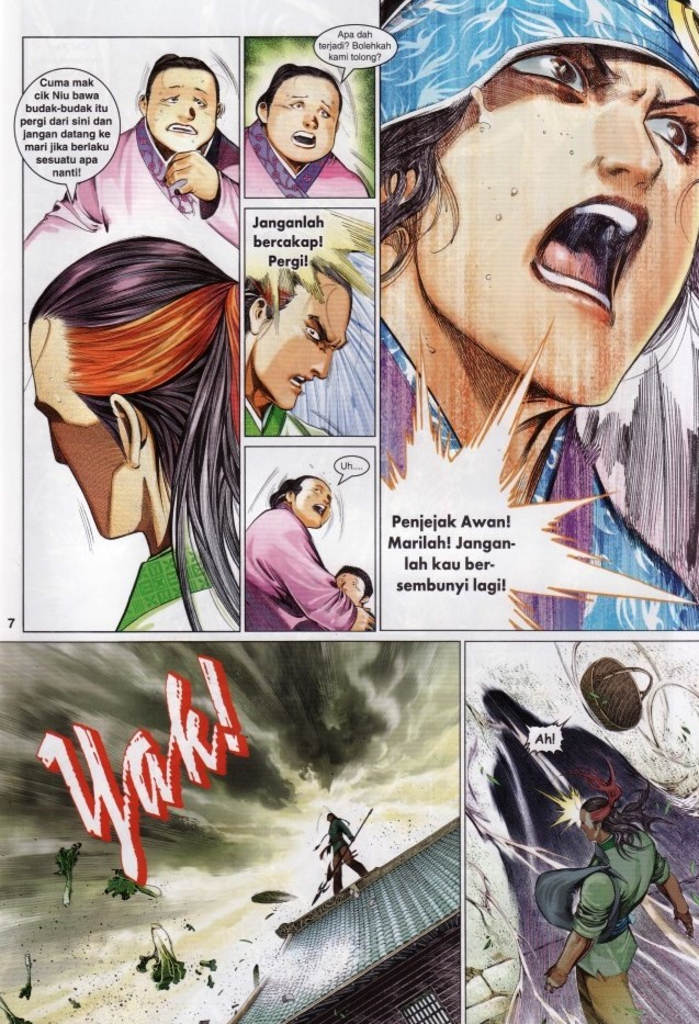 Cuma mak
cik Niu bawa
budak-budak itu
pergi dari sini dan
jangan datang ke
mari jika berlaku
sesuatu apa
nanti!
Apa dah
terjadi? Bolehkah
kami tolong?
Janganlah
bercakap!
Pergi!
Uh....
Penjejak Awan!
Marilah! Jangan-
lah kau ber-
sembunyi lagi!
7
Yak!
Ah!